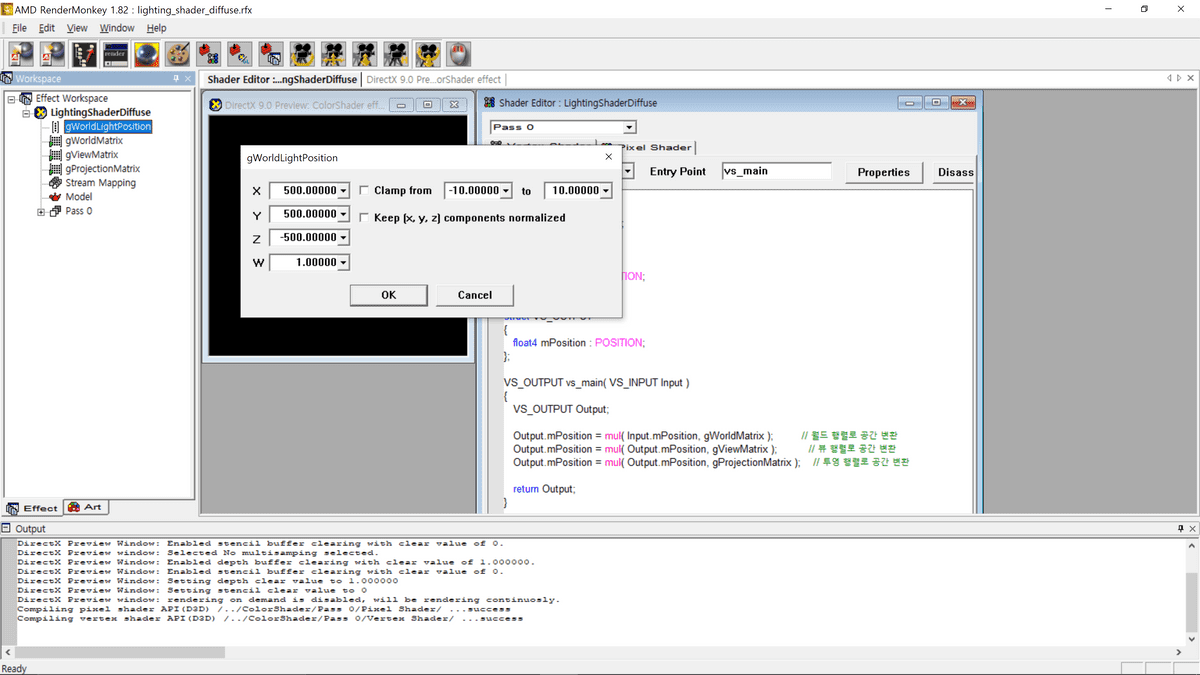 AMD RenderMonkey 1.82 : lighting_shader_diffuse.rfx
File Edit View Window Help
render
Workspace
Shader Editor :...ngShaderDiffuse DirectX 9.0 Pre...orShader effect
Effect Workspace
LightingShaderDiffuse
gWorldLightPosition
gWorldMatrix
gViewMatrix
gProjectionMatrix
Stream Mapping
Model
Pass 0
DirectX 9.0 Preview: ColorShader eff...
Shader Editor : LightingShaderDiffuse
Pass 0
Pixel Shader
Entry Point vs_main Properties Disass
gWorldLightPosition
X 500.00000 Clamp from -10.00000 to 10.00000
Y 500.00000 Keep (x, y, z) components normalized
Z -500.00000
W 1.00000
OK Cancel
TION;
{
float4 mPosition : POSITION;
};
VS_OUTPUT vs_main( VS_INPUT Input )
{
VS_OUTPUT Output;
Output.mPosition = mul( Input.mPosition, gWorldMatrix ); // 월드 행렬로 공간 변환
Output.mPosition = mul( Output.mPosition, gViewMatrix ); // 뷰 행렬로 공간 변환
Output.mPosition = mul( Output.mPosition, gProjectionMatrix ); // 투영 행렬로 공간 변환
return Output;
}
Effect Art
Output
DirectX Preview Window: Enabled stencil buffer clearing with clear value of 0.
DirectX Preview Window: Selected No multisamping selected.
DirectX Preview Window: Enabled depth buffer clearing with clear value of 1.000000.
DirectX Preview Window: Enabled stencil buffer clearing with clear value of 0.
DirectX Preview Window: Setting depth clear value to 1.000000
DirectX Preview Window: Setting stencil clear value to 0
DirectX Preview window: rendering on demand is disabled, will be rendering continuosly.
Compiling pixel shader API(D3D) /../ColorShader/Pass 0/Pixel Shader/ ...success
Compiling vertex shader API(D3D) /../ColorShader/Pass 0/Vertex Shader/ ...success
Ready